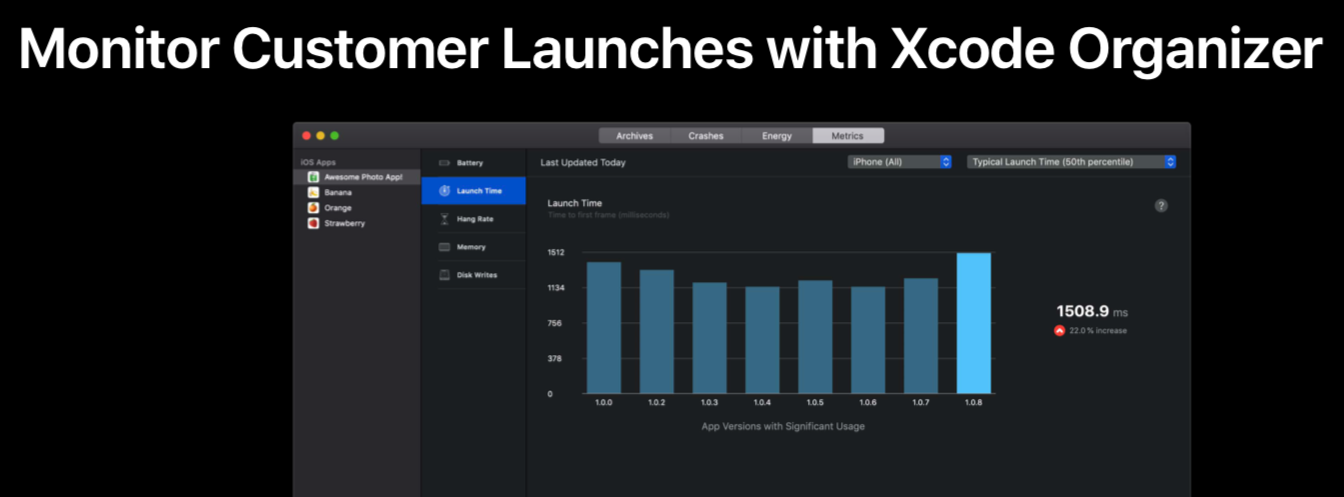 Monitor Customer Launches with Xcode Organizer
Archives Crashes Energy Metrics
iOS Apps
Awesome Photo App!
Banana
Orange
Strawberry
Battery
Launch Time
Hang Rate
Memory
Disk Writes
Last Updated Today
iPhone (All)
Typical Launch Time (50th percentile)
Launch Time
Time to first frame (milliseconds)
?
1512
1134
756
378
0
1.0.0 1.0.2 1.0.3 1.0.4 1.0.5 1.0.6 1.0.7 1.0.8
App Versions with Significant Usage
1508.9 ms
22.0% increase